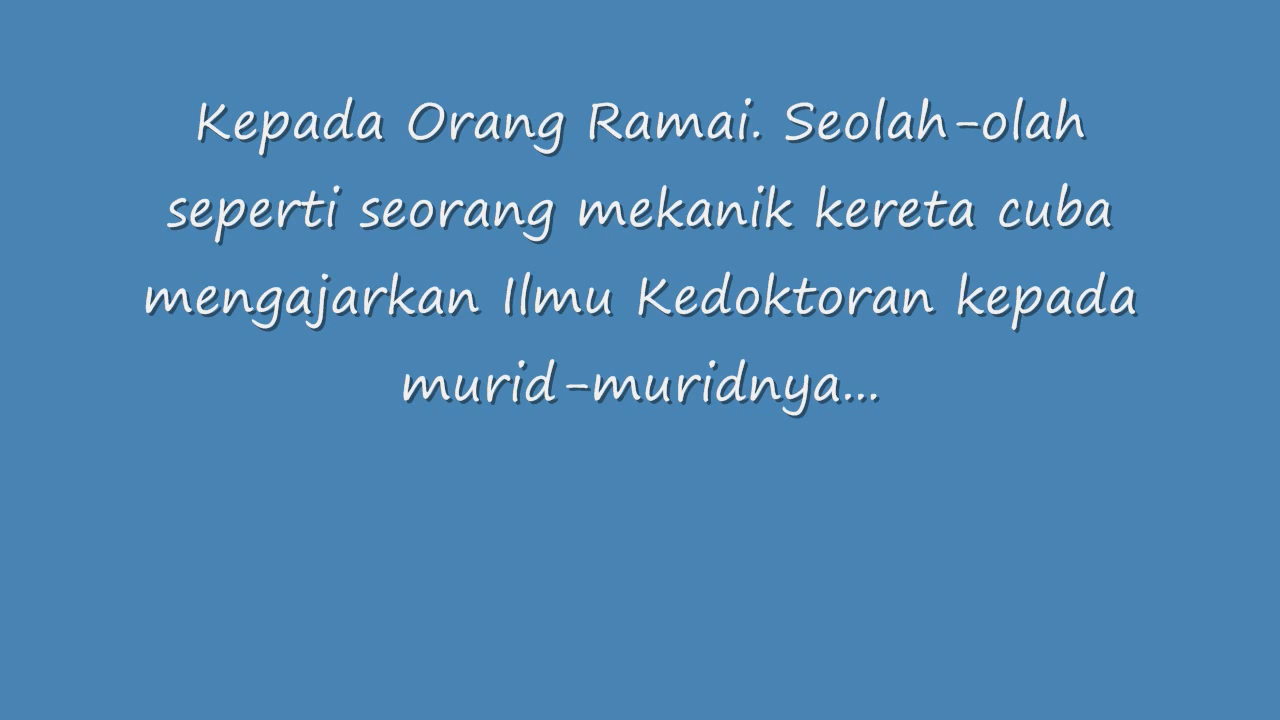 Kepada Orang Ramai. Seolah-olah
seperti seorang mekanik kereta cuba
mengajarkan Ilmu Kedoktoran kepada
murid-muridnya...